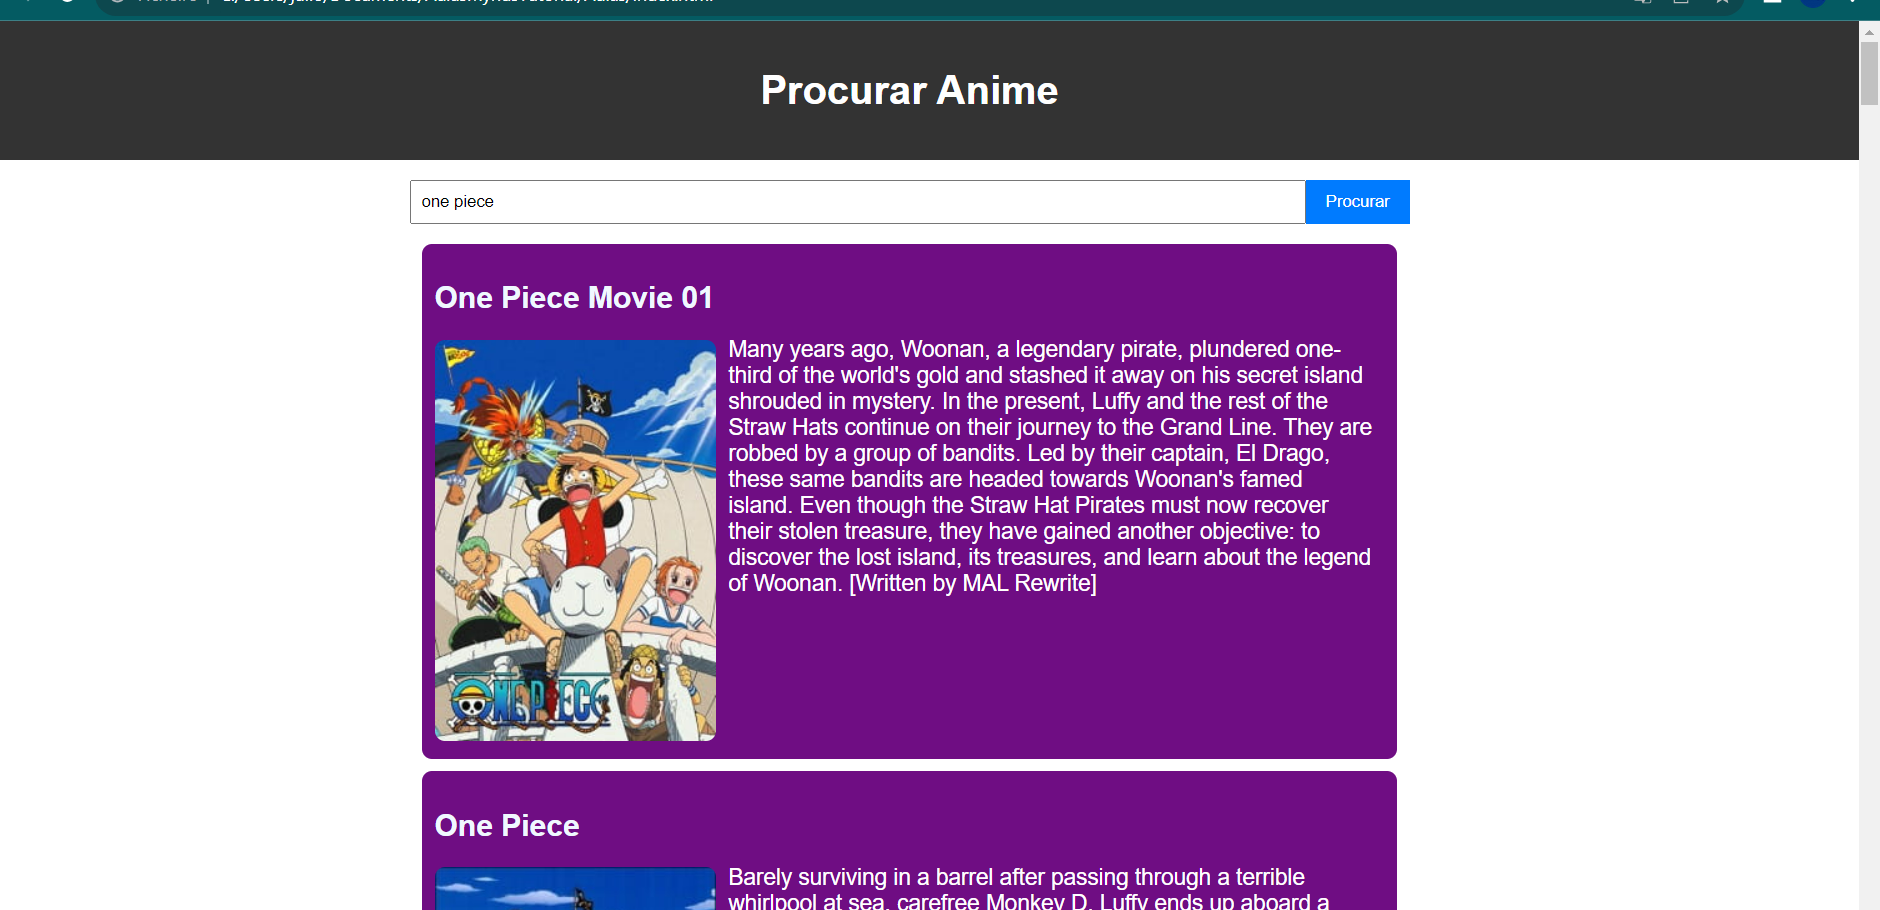 Procurar Anime
one piece
Procurar
One Piece Movie 01
Many years ago, Woonan, a legendary pirate, plundered one-
third of the world's gold and stashed it away on his secret island
shrouded in mystery. In the present, Luffy and the rest of the
Straw Hats continue on their journey to the Grand Line. They are
robbed by a group of bandits. Led by their captain, El Drago,
these same bandits are headed towards Woonan's famed
island. Even though the Straw Hat Pirates must now recover
their stolen treasure, they have gained another objective: to
discover the lost island, its treasures, and learn about the legend
of Woonan. [Written by MAL Rewrite]
ONE PIECE
One Piece
Barely surviving in a barrel after passing through a terrible
whirlpool at sea, carefree Monkey D. Luffy ends up aboard a